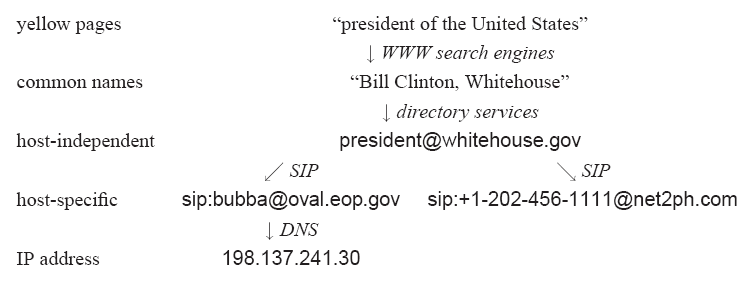 yellow pages “president of the United States”
↓ WWW search engines
common names “Bill Clinton, Whitehouse”
↓ directory services
host-independent president@whitehouse.gov
↙ SIP ↘ SIP
host-specific sip:bubba@oval.eop.gov sip:+1-202-456-1111@net2ph.com
↓ DNS
IP address 198.137.241.30